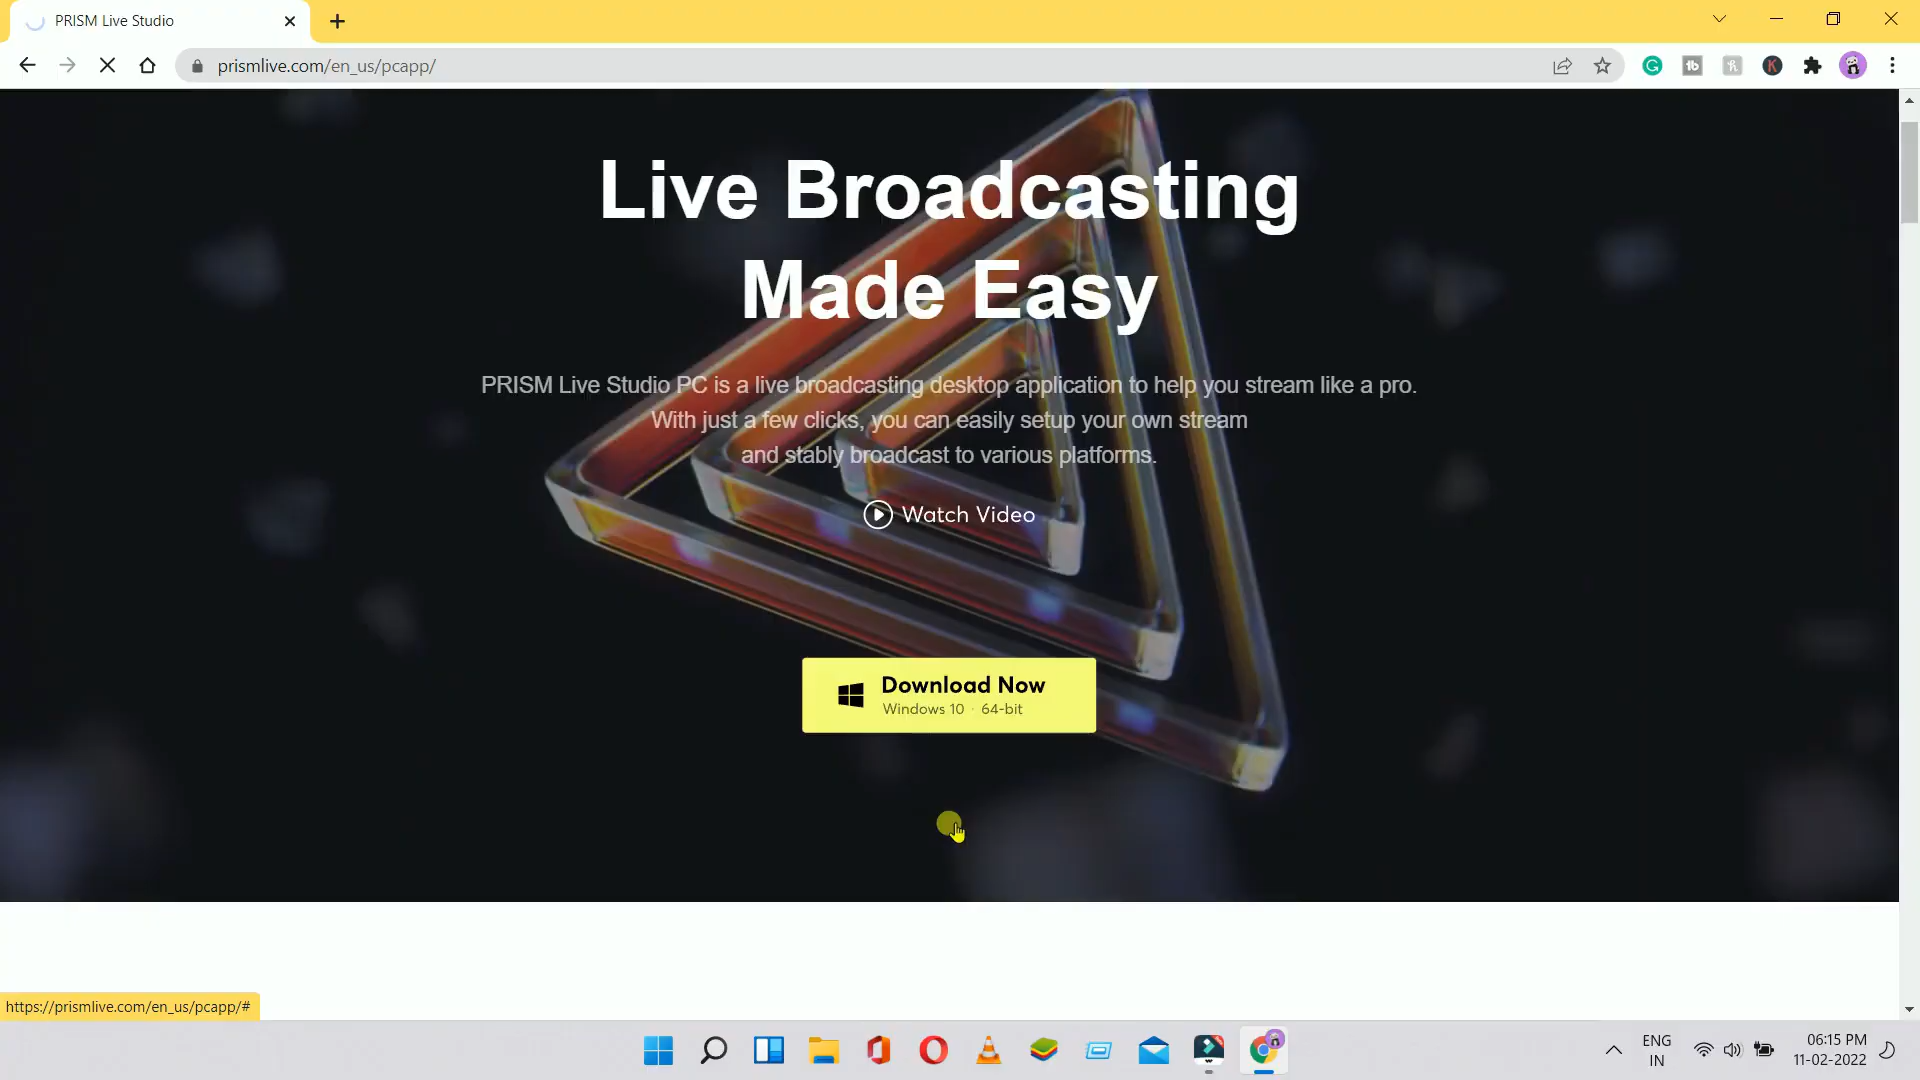 PRISM Live Studio
prismlive.com/en_us/pcapp/
Live Broadcasting
Made Easy
PRISM Live Studio PC is a live broadcasting desktop application to help you stream like a pro.
With just a few clicks, you can easily setup your own stream
and stably broadcast to various platforms.
Watch Video
Download Now
Windows 10 · 64-bit
https://prismlive.com/en_us/pcapp/#
ENG
IN
06:15 PM
11-02-2022